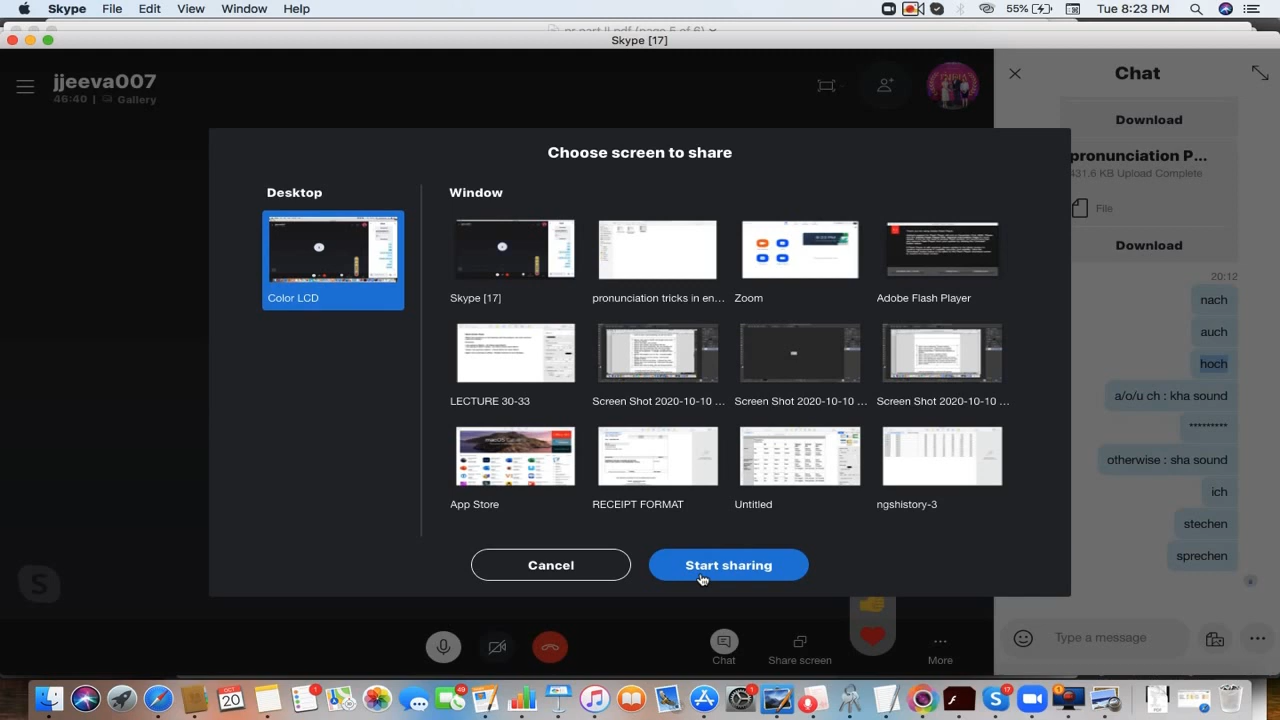 Skype File Edit View Window Help
55% Tue 8:23 PM
Skype [17]
jjeeva007
46:40 | Gallery
Chat
Download
pronunciation P...
431.6 KB Upload Complete
File
Download
20:12
nach
auch
hoch
a/o/u ch : kha sound
*********
otherwise : sha sound
ich
stechen
sprechen
Type a message
Choose screen to share
Desktop
Color LCD
Window
Skype [17]
pronunciation tricks in en...
Zoom
Adobe Flash Player
LECTURE 30-33
Screen Shot 2020-10-10 ...
Screen Shot 2020-10-10 ...
Screen Shot 2020-10-10 ...
App Store
RECEIPT FORMAT
Untitled
ngshistory-3
Cancel
Start sharing
Chat
Share screen
More
OCT
20